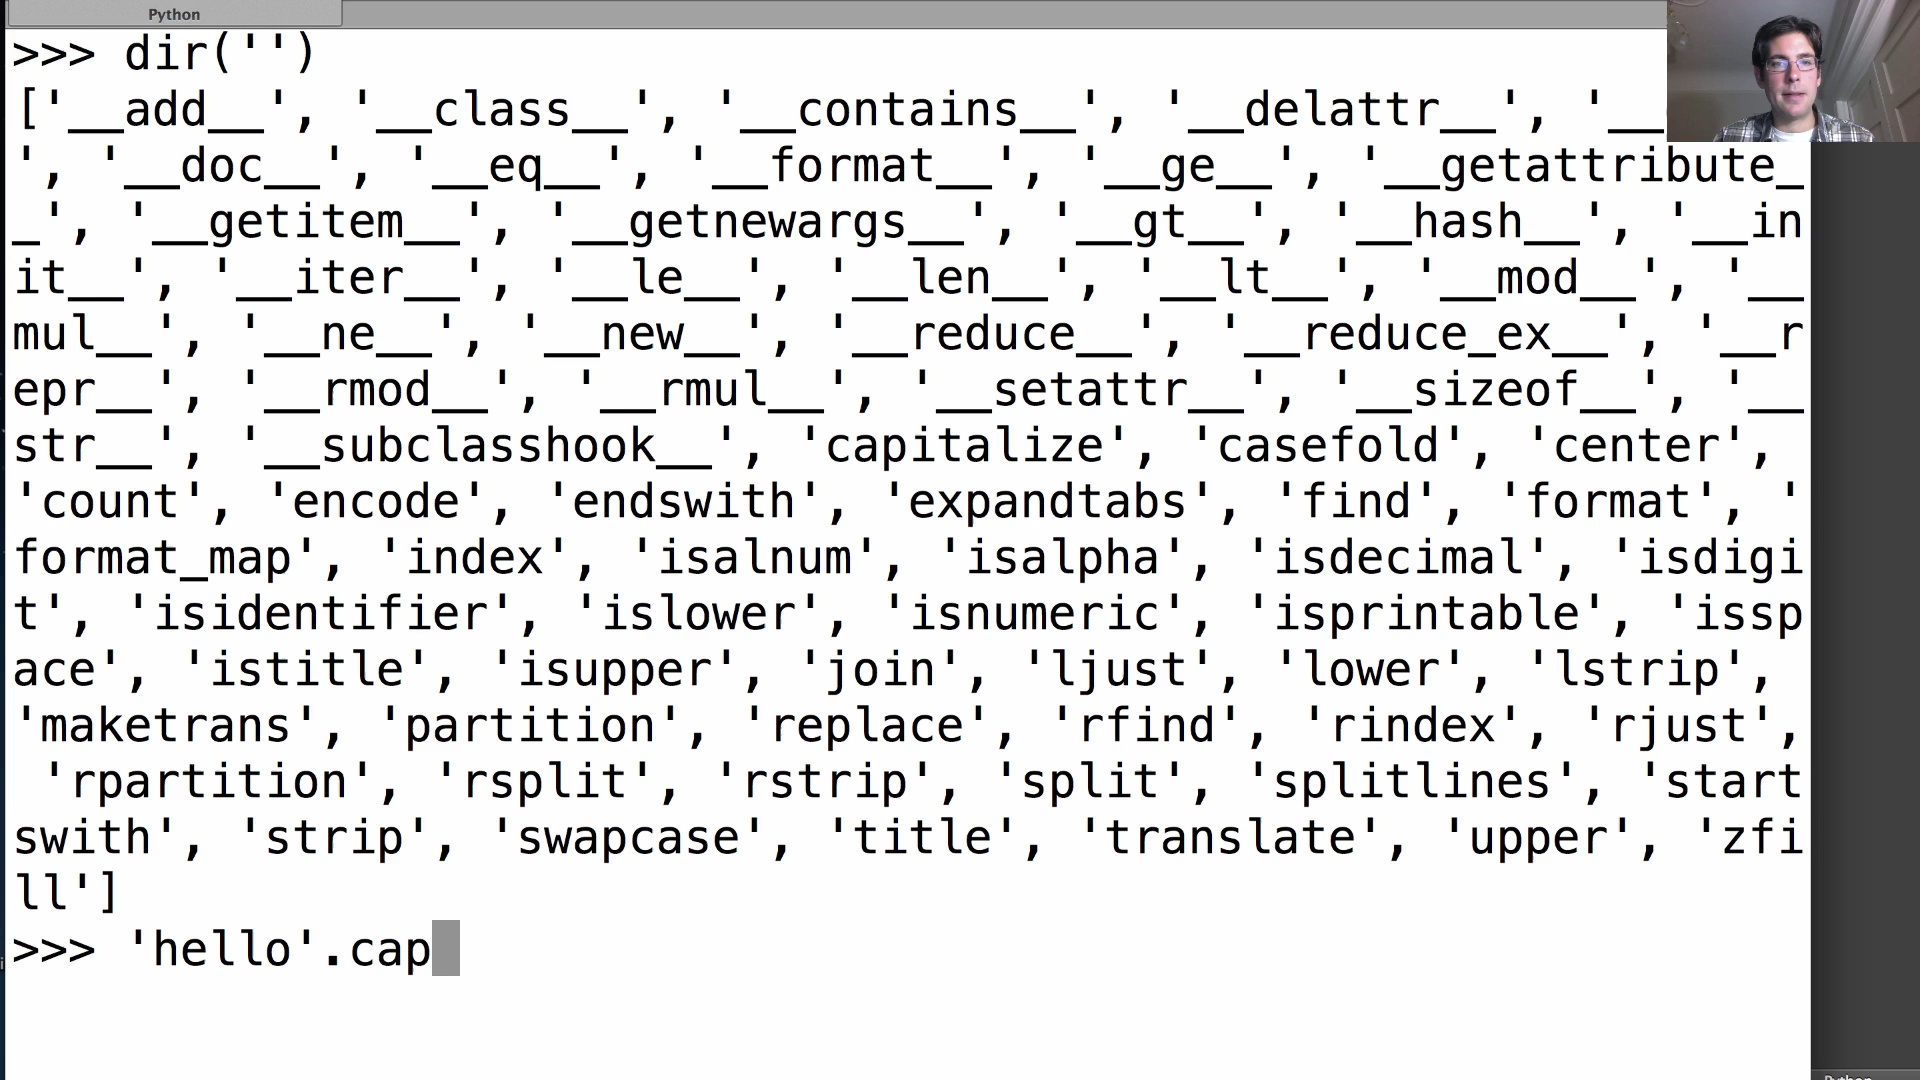 Python
>>> dir('')
['__add__', '__class__', '__contains__', '__delattr__', '__
', '__doc__', '__eq__', '__format__', '__ge__', '__getattribute_
_', '__getitem__', '__getnewargs__', '__gt__', '__hash__', '__in
it__', '__iter__', '__le__', '__len__', '__lt__', '__mod__', '__
mul__', '__ne__', '__new__', '__reduce__', '__reduce_ex__', '__r
epr__', '__rmod__', '__rmul__', '__setattr__', '__sizeof__', '__
str__', '__subclasshook__', 'capitalize', 'casefold', 'center',
'count', 'encode', 'endswith', 'expandtabs', 'find', 'format', '
format_map', 'index', 'isalnum', 'isalpha', 'isdecimal', 'isdigi
t', 'isidentifier', 'islower', 'isnumeric', 'isprintable', 'issp
ace', 'istitle', 'isupper', 'join', 'ljust', 'lower', 'lstrip',
'maketrans', 'partition', 'replace', 'rfind', 'rindex', 'rjust',
 'rpartition', 'rsplit', 'rstrip', 'split', 'splitlines', 'start
swith', 'strip', 'swapcase', 'title', 'translate', 'upper', 'zfi
ll']
>>> 'hello'.cap